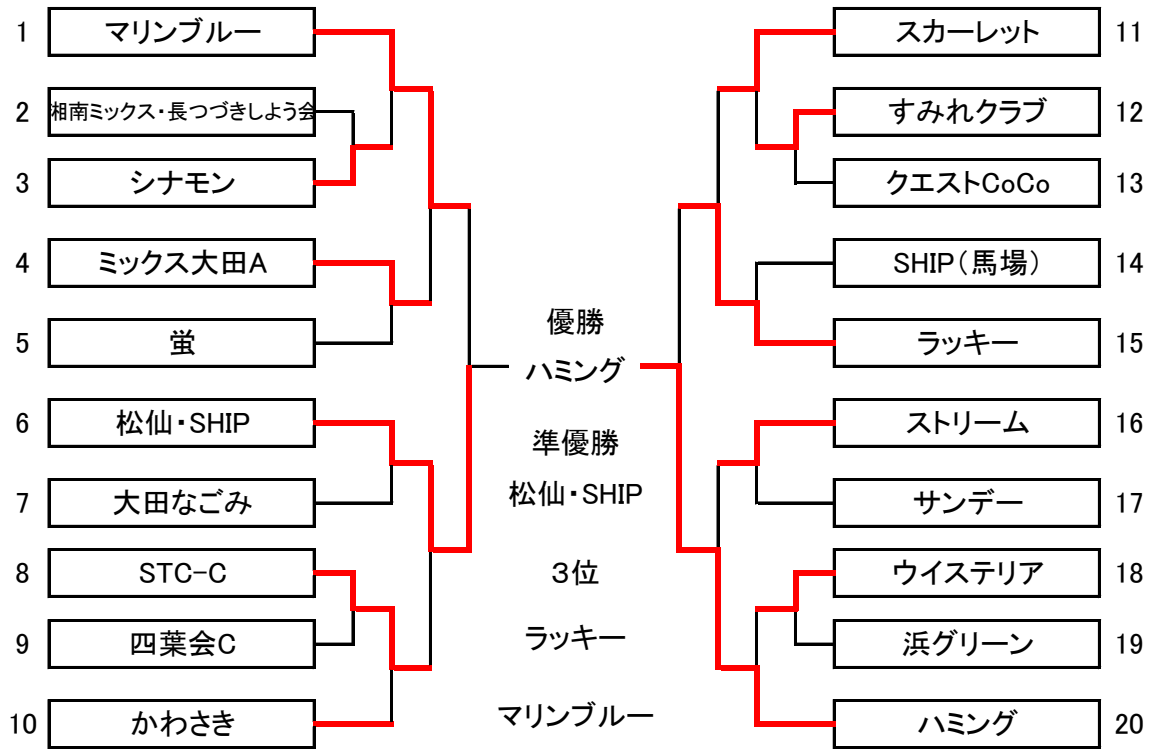 1 マリンブルー
2 湘南ミックス・長つづきしよう会
3 シナモン
4 ミックス大田A
5 蛍
6 松仙・SHIP
7 大田なごみ
8 STC-C
9 四葉会C
10 かわさき
優勝
ハミング
準優勝
松仙・SHIP
3位
ラッキー
マリンブルー
スカーレット 11
すみれクラブ 12
クエストCoCo 13
SHIP(馬場) 14
ラッキー 15
ストリーム 16
サンデー 17
ウイステリア 18
浜グリーン 19
ハミング 20